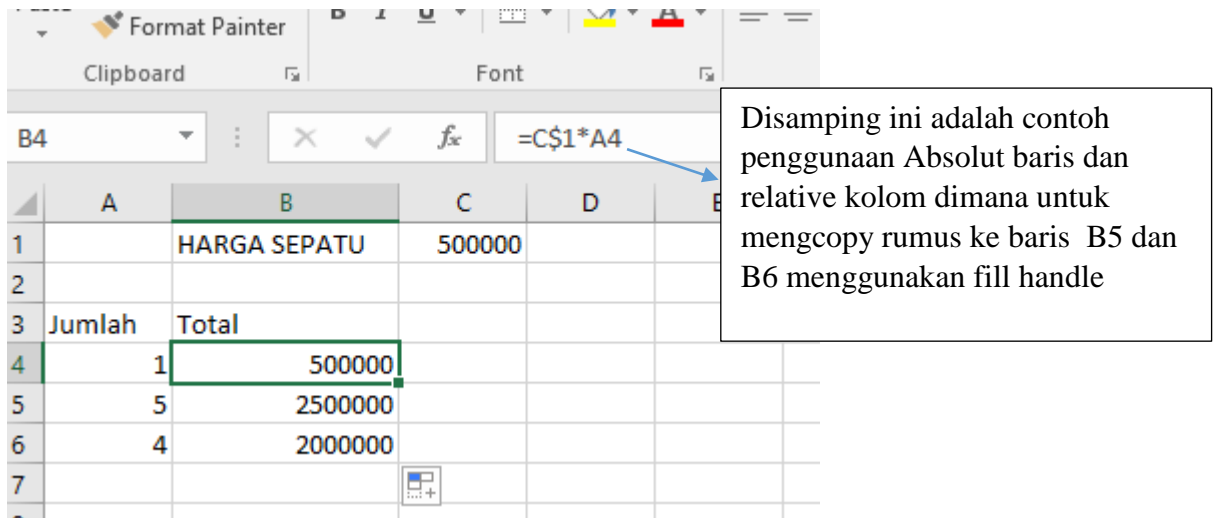 Format Painter B I U A
Clipboard Font
B4 fx =C$1*A4
A B C D
1 HARGA SEPATU 500000
2
3 Jumlah Total
4 1 500000
5 5 2500000
6 4 2000000
7
Disamping ini adalah contoh
penggunaan Absolut baris dan
relative kolom dimana untuk
mengcopy rumus ke baris B5 dan
B6 menggunakan fill handle